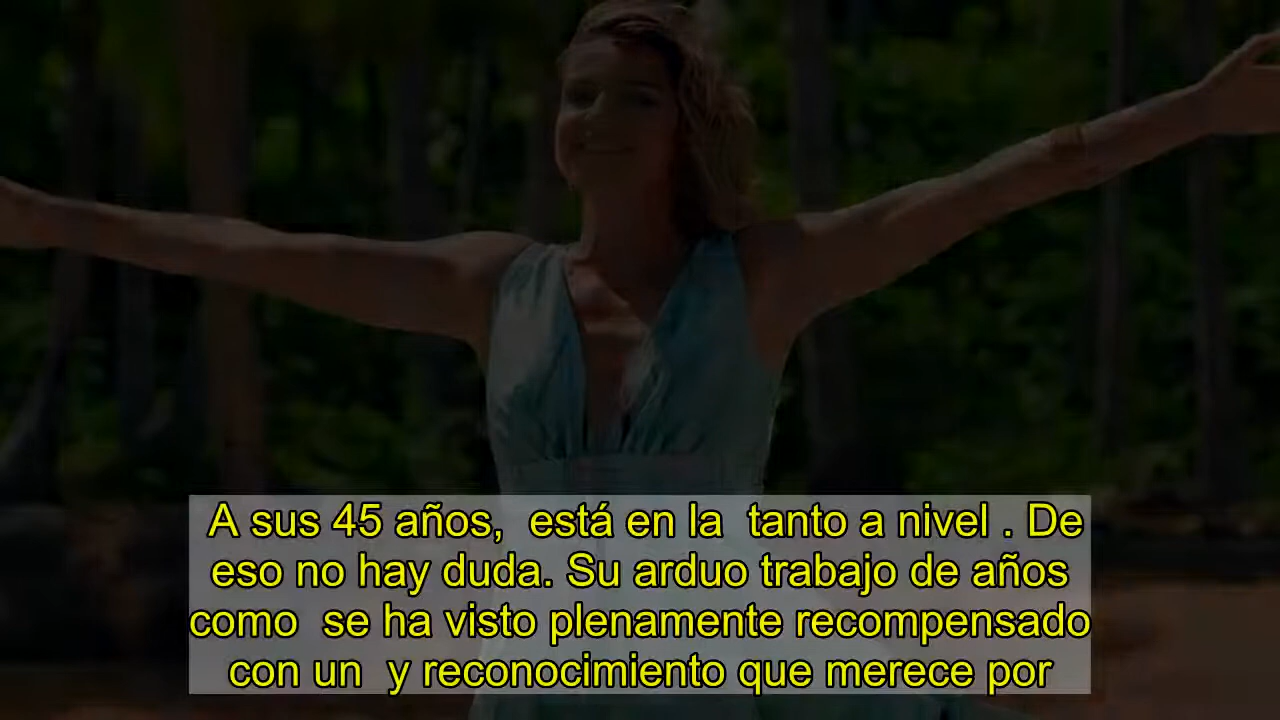 A sus 45 años,  está en la  tanto a nivel . De
eso no hay duda. Su arduo trabajo de años
como  se ha visto plenamente recompensado
con un  y reconocimiento que merece por